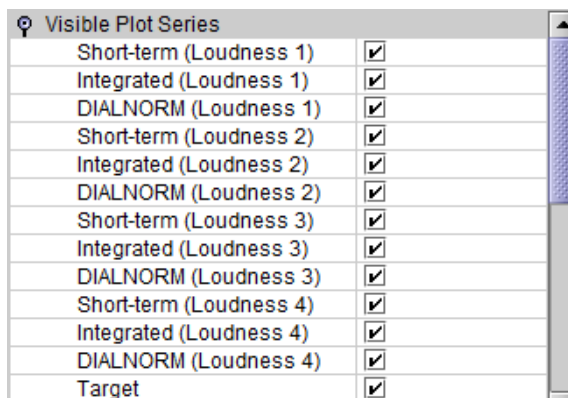 Visible Plot Series
Short-term (Loudness 1)
Integrated (Loudness 1)
DIALNORM (Loudness 1)
Short-term (Loudness 2)
Integrated (Loudness 2)
DIALNORM (Loudness 2)
Short-term (Loudness 3)
Integrated (Loudness 3)
DIALNORM (Loudness 3)
Short-term (Loudness 4)
Integrated (Loudness 4)
DIALNORM (Loudness 4)
Target